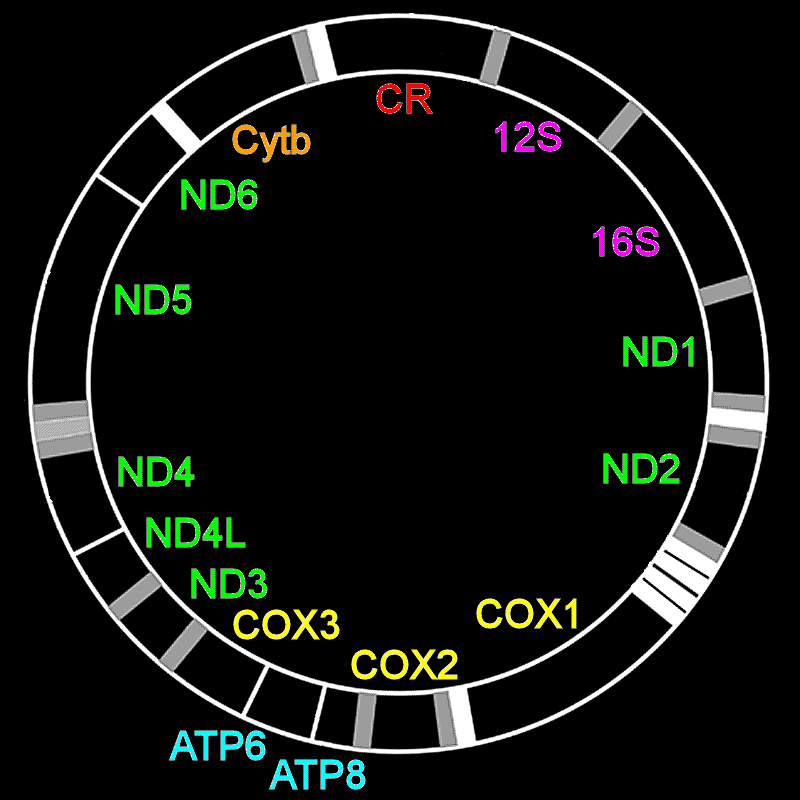 CR
12S
Cytb
ND6
16S
ND5
ND1
ND4
ND2
ND4L
ND3
COX3
COX1
COX2
ATP6
ATP8